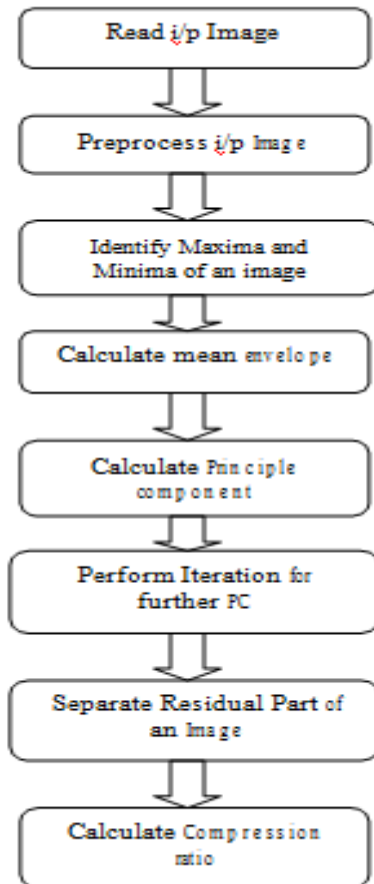 Read i/p Image
Preprocess i/p Image
Identify Maxima and
Minima of an image
Calculate mean envelope
Calculate Principle
component
Perform Iteration for
further PC
Separate Residual Part of
an Image
Calculate Compression
ratio